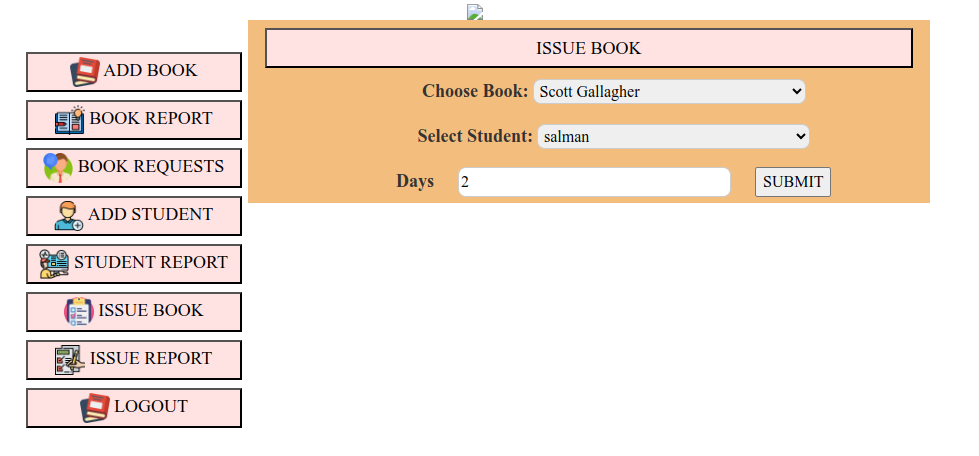 ADD BOOK
BOOK REPORT
BOOK REQUESTS
ADD STUDENT
STUDENT REPORT
ISSUE BOOK
ISSUE REPORT
LOGOUT
ISSUE BOOK
Choose Book: Scott Gallagher
Select Student: salman
Days 2 SUBMIT